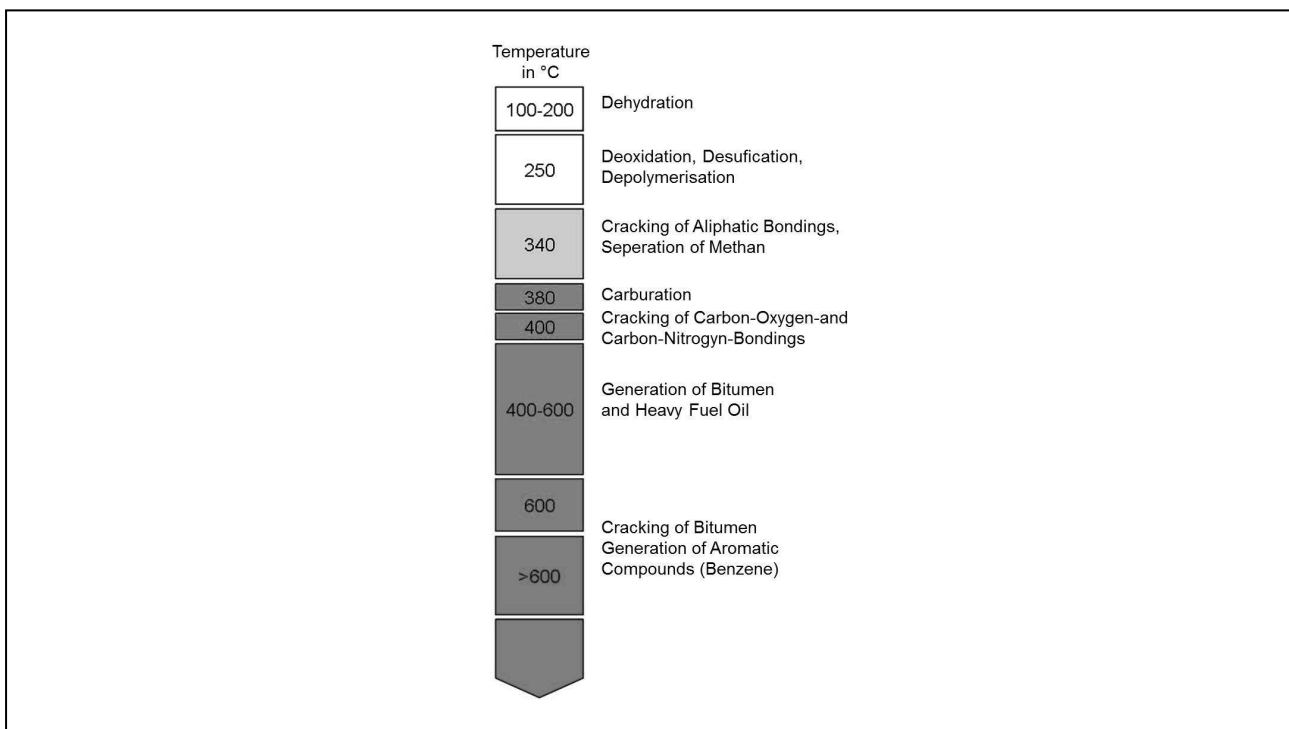 Temperature
in °C
100-200
Dehydration
250
Deoxidation, Desufication,
Depolymerisation
340
Cracking of Aliphatic Bondings,
Seperation of Methan
380
Carburation
400
Cracking of Carbon-Oxygen-and
Carbon-Nitrogyn-Bondings
400-600
Generation of Bitumen
and Heavy Fuel Oil
600
>600
Cracking of Bitumen
Generation of Aromatic
Compounds (Benzene)